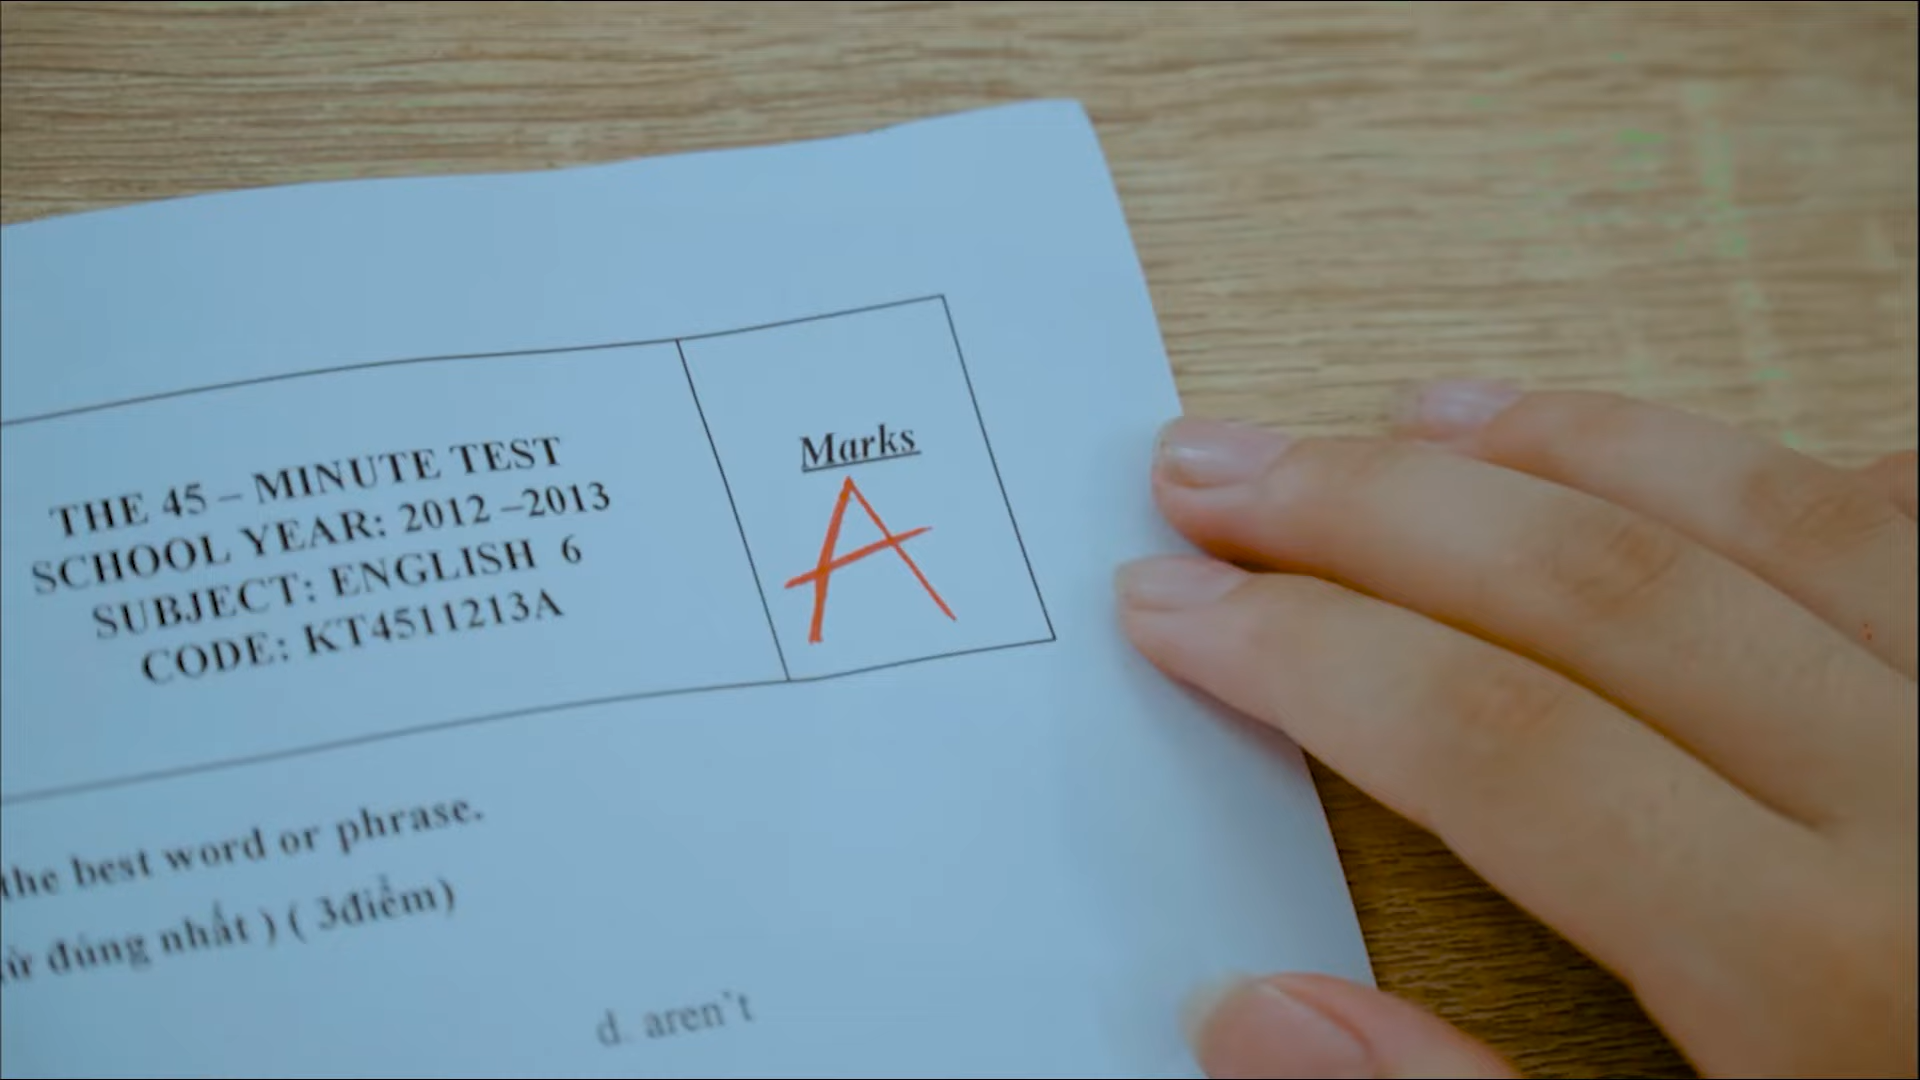 THE 45 – MINUTE TEST
SCHOOL YEAR: 2012 –2013
SUBJECT: ENGLISH 6
CODE: KT4511213A
Marks
A
the best word or phrase.
đúng nhất ) ( 3điểm)
d. aren't